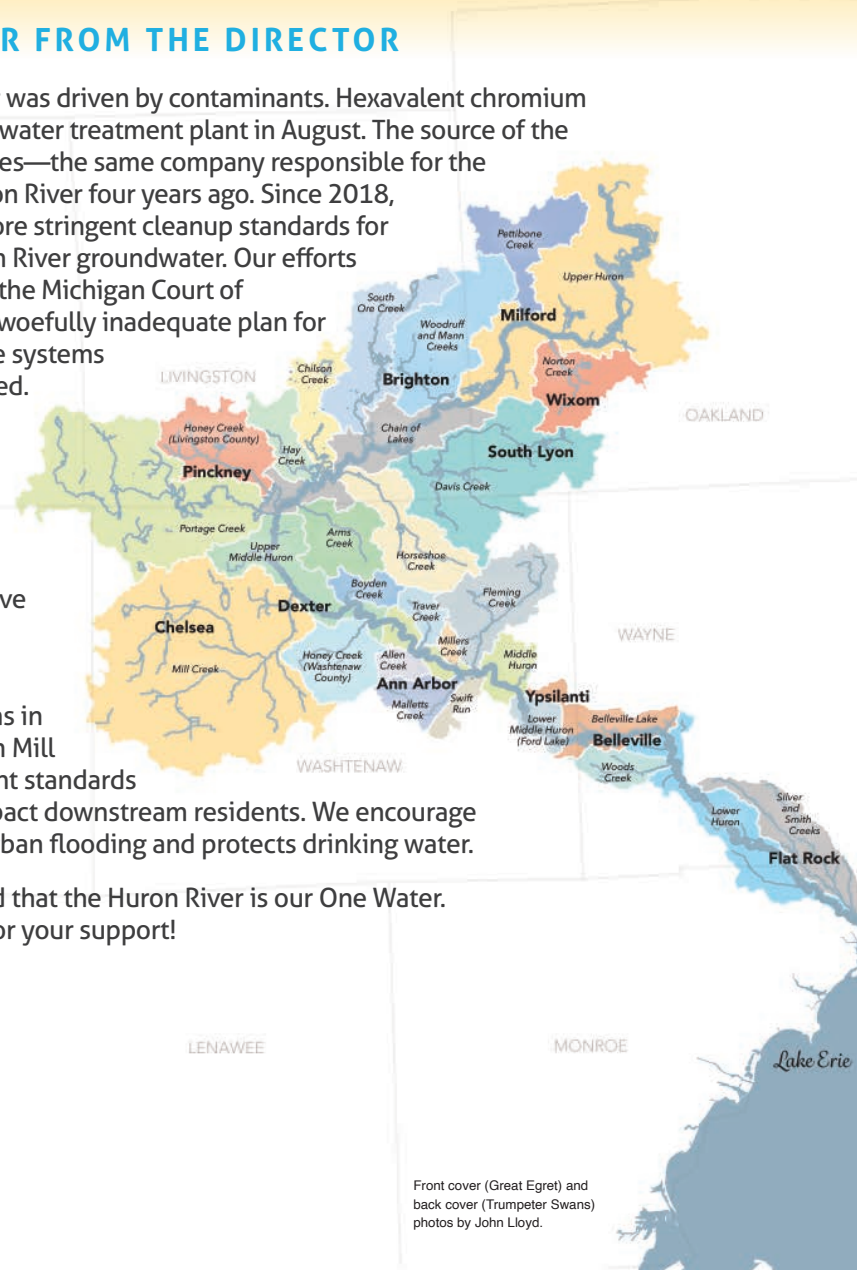 R FROM THE DIRECTOR
was driven by contaminants. Hexavalent chromium
water treatment plant in August. The source of the
es—the same company responsible for the
on River four years ago. Since 2018,
ore stringent cleanup standards for
n River groundwater. Our efforts
the Michigan Court of
woefully inadequate plan for
e systems
ed.
ve
ns in
n Mill
nt standards
pact downstream residents. We encourage
ban flooding and protects drinking water.
d that the Huron River is our One Water.
or your support!
Pettibone
Creek
Upper Huron
South
Ore Creek
Woodruff
and Mann
Creeks
Milford
Norton
Creek
Wixom
LIVINGSTON
Chilson
Creek
Brighton
OAKLAND
Honey Creek
(Livingston County)
Hay
Creek
Chain of
Lakes
South Lyon
Pinckney
Davis Creek
Portage Creek
Upper
Middle Huron
Arms
Creek
Horseshoe
Creek
Boyden
Creek
Fleming
Creek
Dexter
Traver
Creek
Chelsea
WAYNE
Mill Creek
Honey Creek
(Washtenaw
County)
Allen
Creek
Millers
Creek
Middle
Huron
Ann Arbor
Malletts
Creek
Swift
Run
Ypsilanti
Lower
Middle Huron
(Ford Lake)
Belleville Lake
Belleville
Woods
Creek
WASHTENAW
Lower
Huron
Silver
and
Smith
Creeks
Flat Rock
LENAWEE
MONROE
Lake Erie
Front cover (Great Egret) and
back cover (Trumpeter Swans)
photos by John Lloyd.